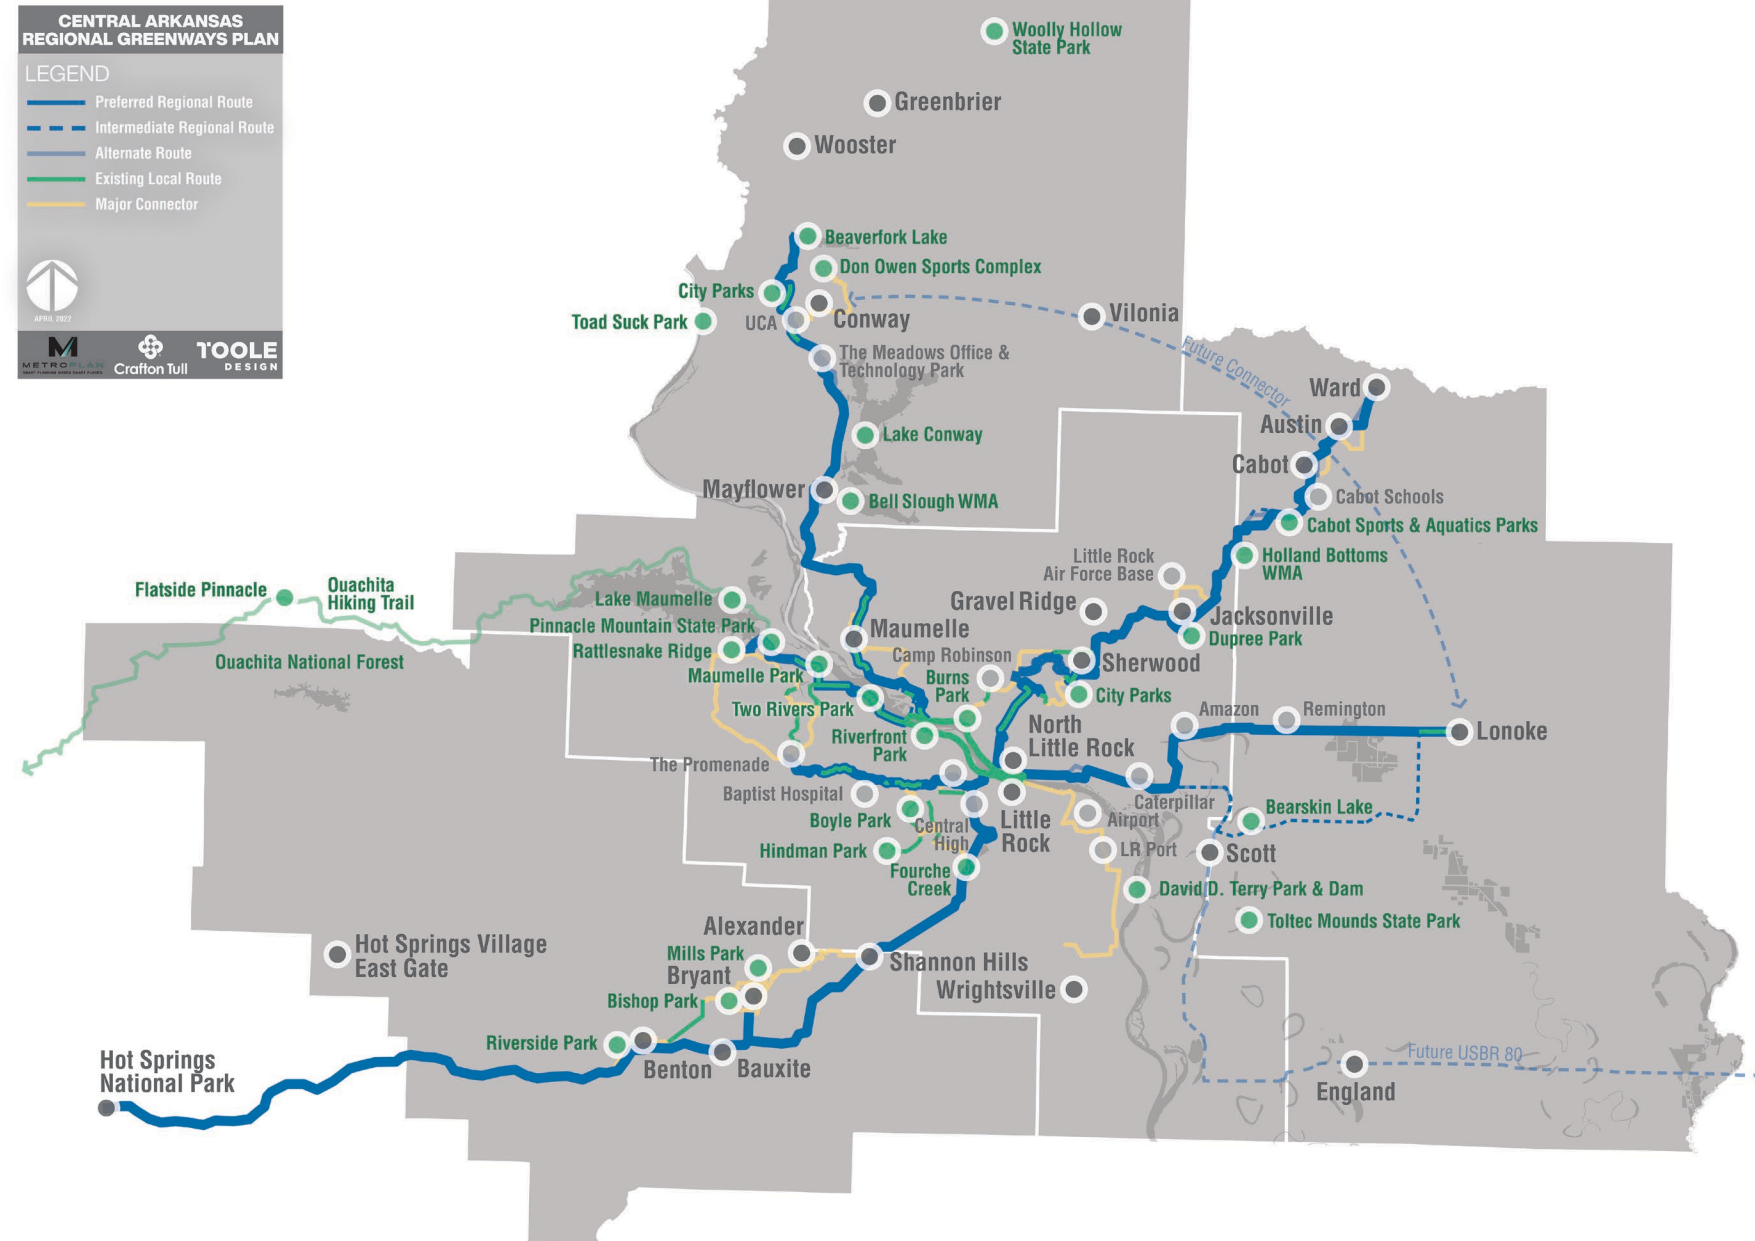 CENTRAL ARKANSAS
REGIONAL GREENWAYS PLAN
LEGEND
Preferred Regional Route
Intermediate Regional Route
Alternate Route
Existing Local Route
Major Connector
APRIL 2022
METROPLAN
SMART PLANNING MAKES SMART PLACES
Crafton Tull
TOOLE
DESIGN
Woolly Hollow
State Park
Greenbrier
Wooster
Beaverfork Lake
Don Owen Sports Complex
City Parks
Toad Suck Park
UCA
Conway
Vilonia
The Meadows Office &
Technology Park
Future Connector
Ward
Austin
Lake Conway
Cabot
Mayflower
Bell Slough WMA
Cabot Schools
Cabot Sports & Aquatics Parks
Holland Bottoms
WMA
Little Rock
Air Force Base
Flatside Pinnacle
Ouachita
Hiking Trail
Lake Maumelle
Gravel Ridge
Jacksonville
Pinnacle Mountain State Park
Maumelle
Dupree Park
Rattlesnake Ridge
Camp Robinson
Sherwood
Ouachita National Forest
Maumelle Park
Burns
Park
City Parks
Two Rivers Park
Amazon
Remington
North
Little Rock
Riverfront
Park
Lonoke
The Promenade
Baptist Hospital
Caterpillar
Bearskin Lake
Boyle Park
Central
High
Little
Rock
Airport
Hindman Park
LR Port
Scott
Fourche
Creek
David D. Terry Park & Dam
Toltec Mounds State Park
Alexander
Hot Springs Village
East Gate
Mills Park
Bryant
Shannon Hills
Wrightsville
Bishop Park
Riverside Park
Benton
Bauxite
Hot Springs
National Park
Future USBR 80
England